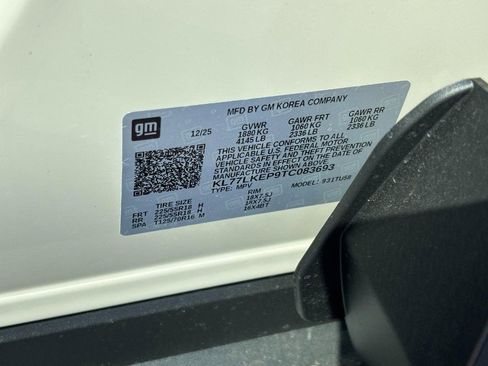 MFD BY GM KOREA COMPANY
gm
12/25 GVWR GAWR FRT GAWR RR
1880 KG 1060 KG 1060 KG
4145 LB 2336 LB 2336 LB
THIS VEHICLE CONFORMS TO ALL
APPLICABLE U.S. FEDERAL MOTOR
VEHICLE SAFETY AND THEFT PREVENTION
STANDARDS IN EFFECT ON THE DATE OF
MANUFACTURE SHOWN ABOVE.
KL77LKEP9TC083693
TYPE: MPV MODEL: 931TU58
TIRE SIZE RIM
FRT 225/55R18 H 18X7.5J
RR 225/55R18 H 18X7.5J
SPA T125/70R16 M 16X4BT